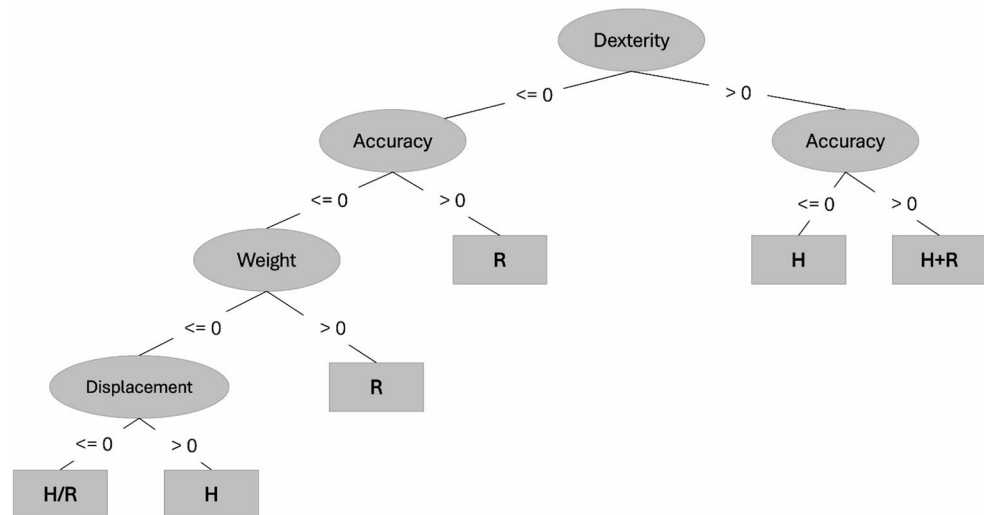 Dexterity
<= 0
> 0
Accuracy
Accuracy
<= 0
> 0
<= 0
> 0
Weight
R
H
H+R
<= 0
> 0
Displacement
R
<= 0
> 0
H/R
H